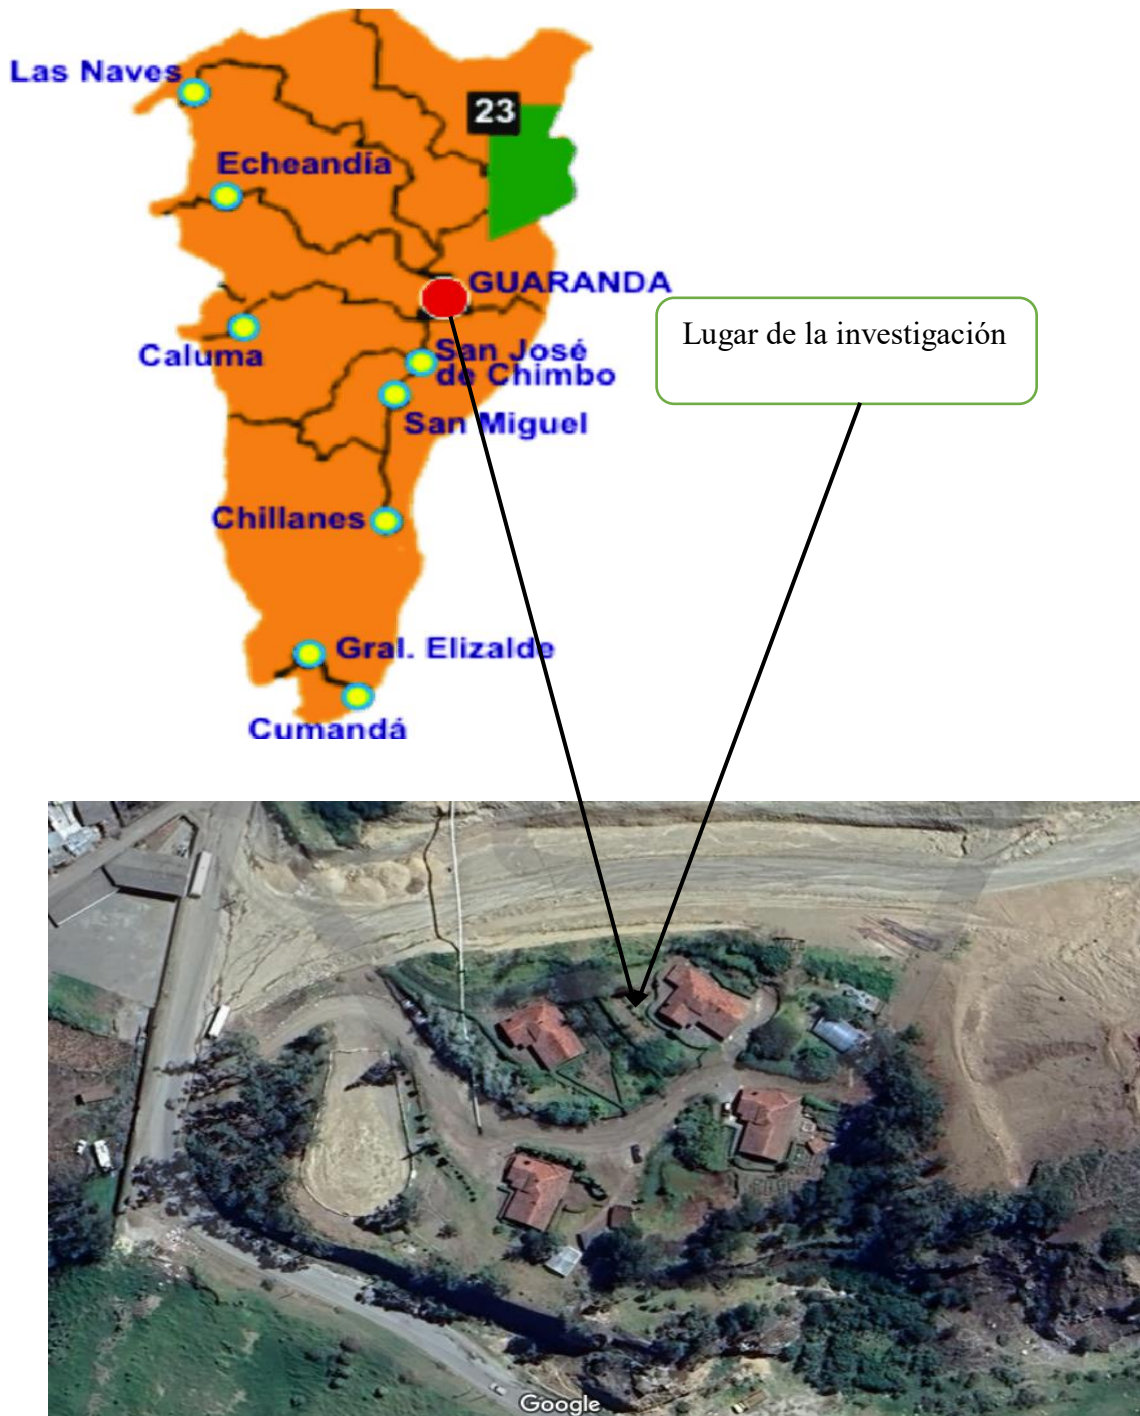 Las Naves
23
Echeandía
GUARANDA
Lugar de la investigación
San José
de Chimbo
Caluma
San Miguel
Chillanes
Gral. Elizalde
Cumandá
Google